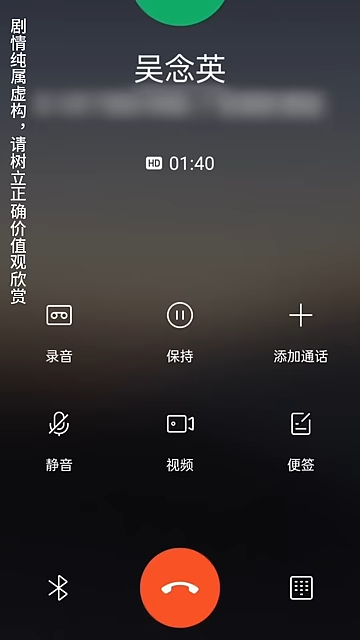 剧情纯属虚构，请树立正确价值观欣赏
吴念英
HD 01:40
录音
保持
添加通话
静音
视频
便签